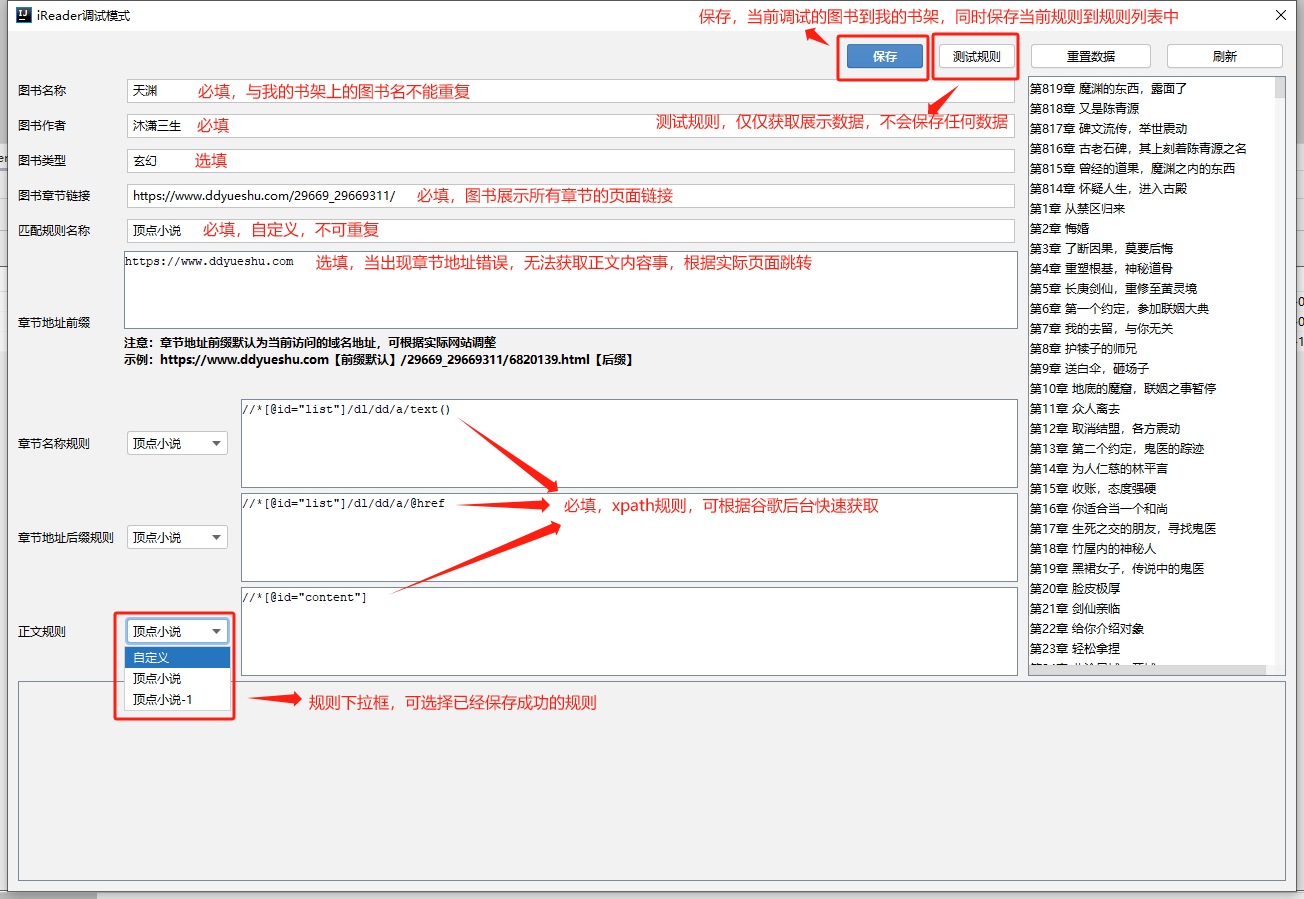 iReader调试模式
保存，当前调试的图书到我的书架，同时保存当前规则到规则列表中
保存
测试规则
重置数据
刷新
图书名称
天渊
必填，与我的书架上的图书名不能重复
图书作者
沐潇三生
必填
测试规则，仅仅获取展示数据，不会保存任何数据
图书类型
玄幻
选填
图书章节链接
https://www.ddyueshu.com/29669_29669311/
必填，图书展示所有章节的页面链接
匹配规则名称
顶点小说
必填，自定义，不可重复
章节地址前缀
https://www.ddyueshu.com
选填，当出现章节地址错误，无法获取正文内容事，根据实际页面跳转
注意：章节地址前缀默认为当前访问的域名地址，可根据实际网站调整
示例：https://www.ddyueshu.com【前缀默认】/29669_29669311/6820139.html【后缀】
章节名称规则
顶点小说
//*[@id="list"]/dl/dd/a/text()
章节地址后缀规则
顶点小说
//*[@id="list"]/dl/dd/a/@href
必填，xpath规则，可根据谷歌后台快速获取
正文规则
顶点小说
//*[@id="content"]
自定义
顶点小说
顶点小说-1
规则下拉框，可选择已经保存成功的规则
第819章 魔渊的东西，露面了
第818章 又是陈青源
第817章 碑文流传，举世震动
第816章 古老石碑，其上刻着陈青源之名
第815章 曾经的道果，魔渊之内的东西
第814章 怀疑人生，进入古殿
第1章 从禁区归来
第2章 悔婚
第3章 了断因果，莫要后悔
第4章 重塑根基，神秘道骨
第5章 长庚剑仙，重修至黄灵境
第6章 第一个约定，参加联姻大典
第7章 我的去留，与你无关
第8章 护犊子的师兄
第9章 送白伞，砸场子
第10章 地底的魔窟，联姻之事暂停
第11章 众人离去
第12章 取消结盟，各方震动
第13章 第二个约定，鬼医的踪迹
第14章 为人仁慈的林平言
第15章 收账，态度强硬
第16章 你适合当一个和尚
第17章 生死之交的朋友，寻找鬼医
第18章 竹屋内的神秘人
第19章 黑裙女子，传说中的鬼医
第20章 脸皮极厚
第21章 剑仙亲临
第22章 给你介绍对象
第23章 轻松拿捏